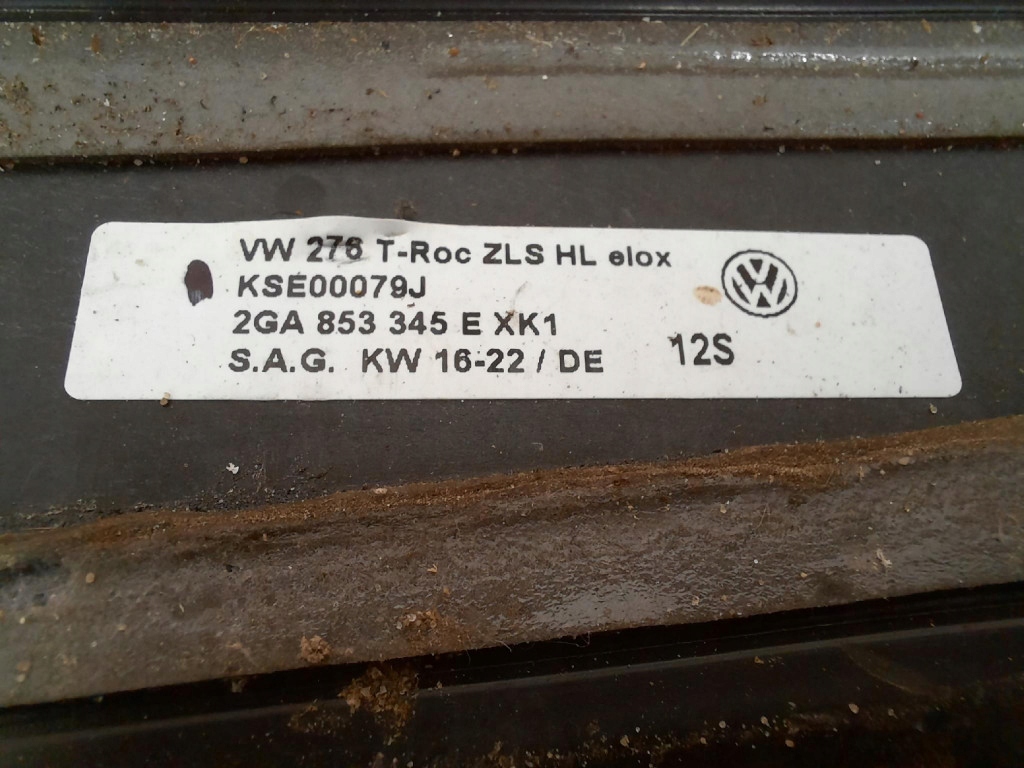 VW 276 T-Roc ZLS HL elox
KSE00079J
2GA 853 345 E XK1
S.A.G. KW 16-22 / DE
12S